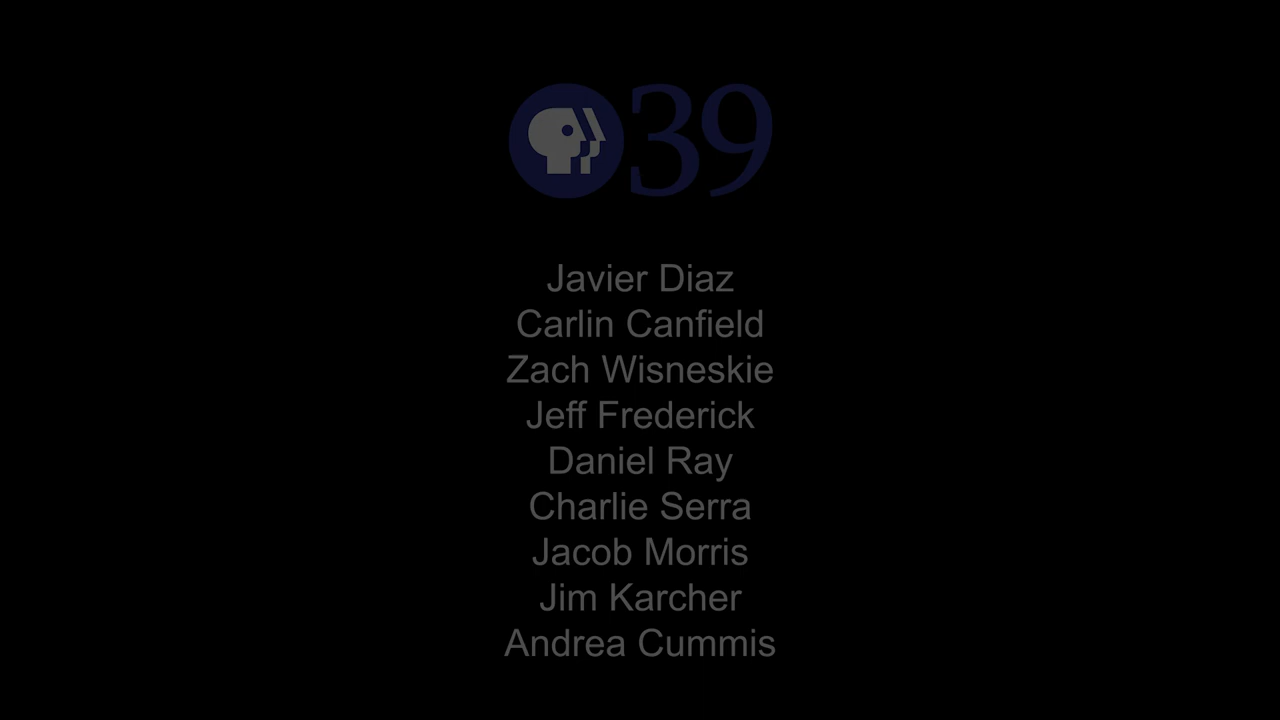 39
Javier Diaz
Carlin Canfield
Zach Wisneskie
Jeff Frederick
Daniel Ray
Charlie Serra
Jacob Morris
Jim Karcher
Andrea Cummis